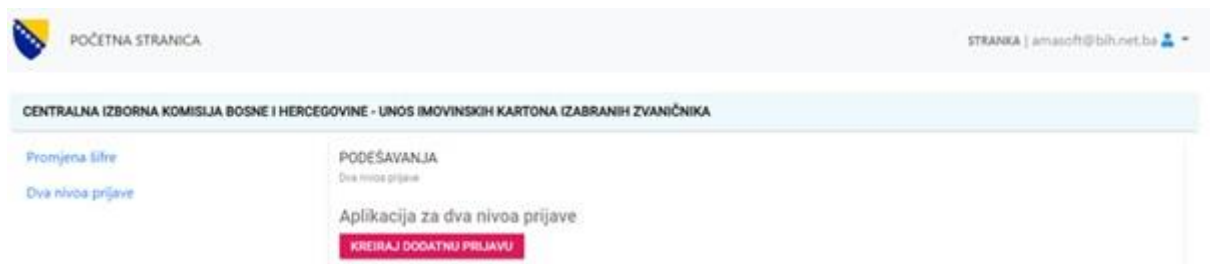 POČETNA STRANICA
STRANKA | amasoft@bih.net.ba
CENTRALNA IZBORNA KOMISIJA BOSNE I HERCEGOVINE - UNOS IMOVINSKIH KARTONA IZABRANIH ZVANIČNIKA
Promjena šifre
Dva nivoa prijave
PODEŠAVANJA
Dva nivoa prijave
Aplikacija za dva nivoa prijave
KREIRAJ DODATNU PRIJAVU